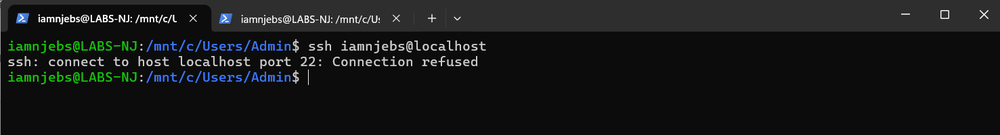 iamnjebs@LABS-NJ: /mnt/c/U
iamnjebs@LABS-NJ: /mnt/c/Us
iamnjebs@LABS-NJ:/mnt/c/Users/Admin$ ssh iamnjebs@localhost
ssh: connect to host localhost port 22: Connection refused
iamnjebs@LABS-NJ:/mnt/c/Users/Admin$